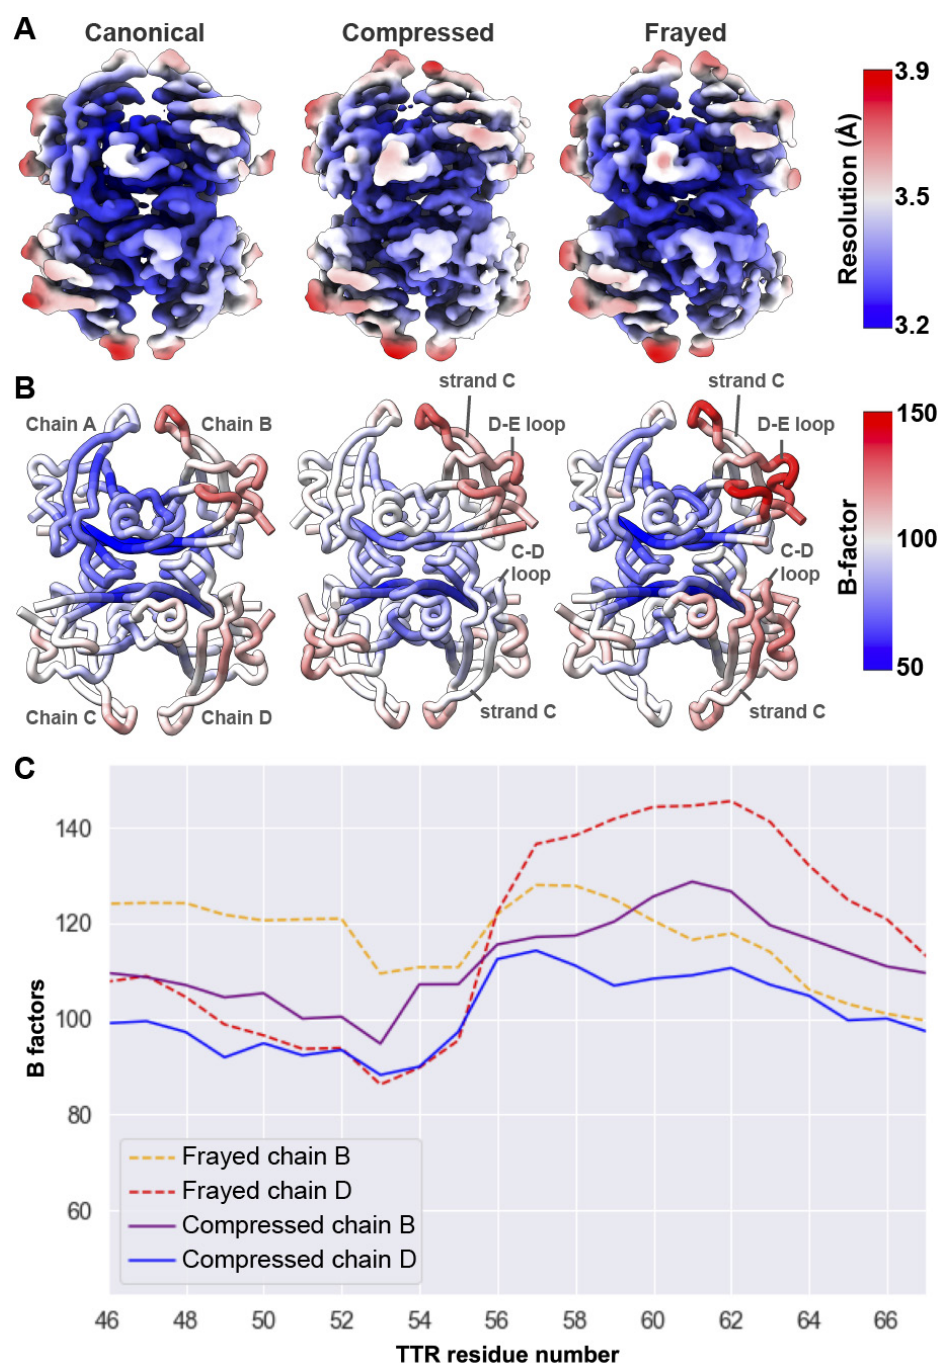 A
Canonical
Compressed
Frayed
3.9
3.5
3.2
Resolution (Å)
B
Chain A
Chain B
Chain C
Chain D
strand C
D-E loop
C-D
loop
strand C
strand C
D-E loop
C-D
loop
strand C
150
100
50
B-factor
C
140
120
100
80
60
B factors
Frayed chain B
Frayed chain D
Compressed chain B
Compressed chain D
46 48 50 52 54 56 58 60 62 64 66
TTR residue number